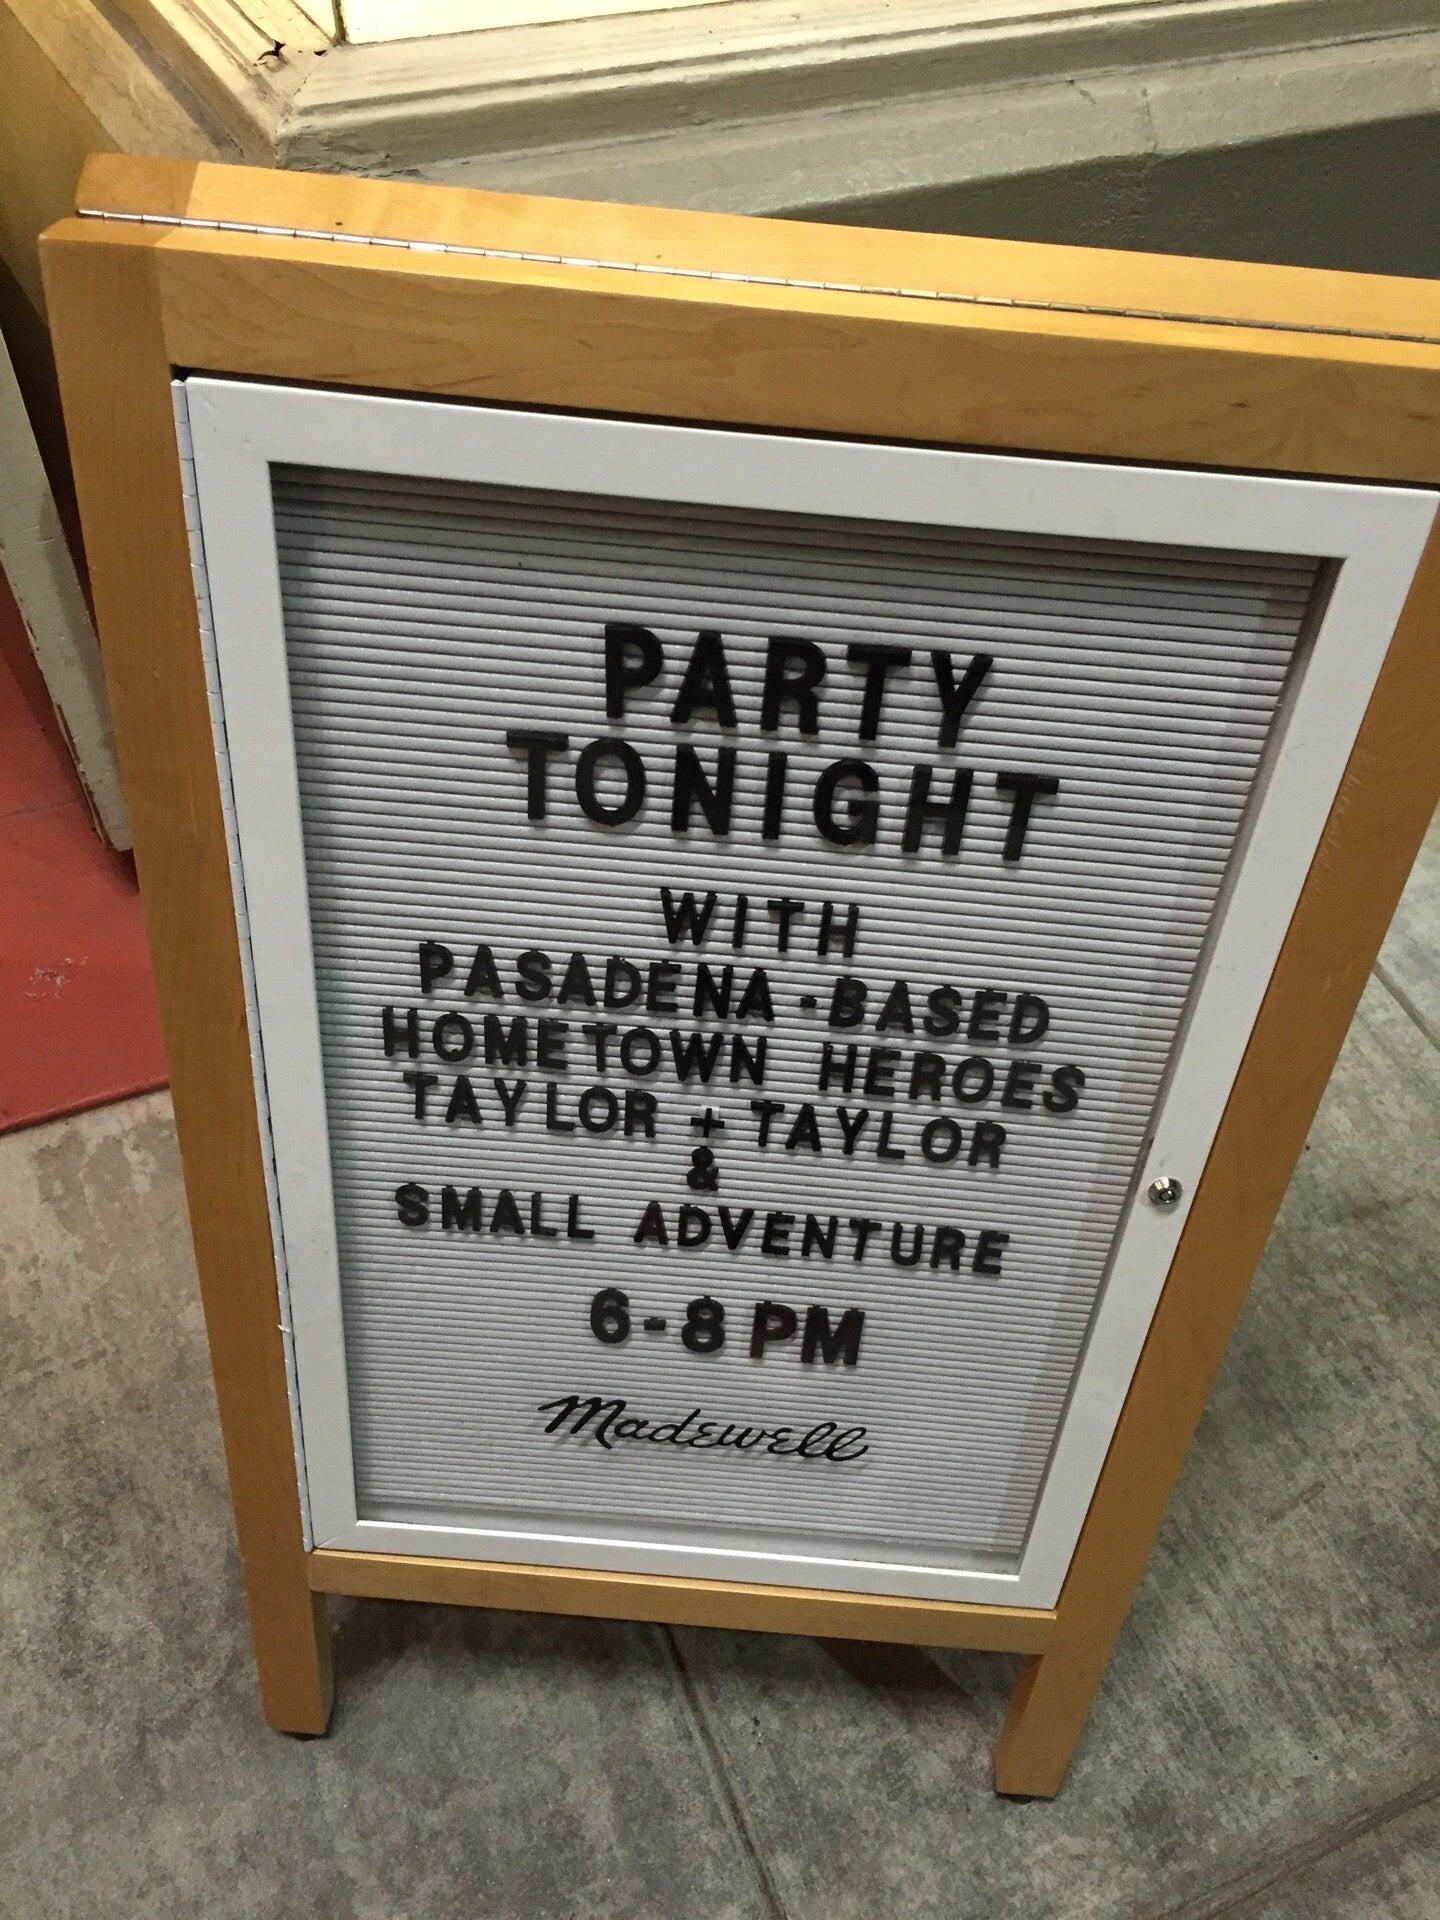 PARTY
TONIGHT
WITH
PASADENA-BASED
HOMETOWN HEROES
TAYLOR + TAYLOR
&
SMALL ADVENTURE
6-8 PM
Madewell